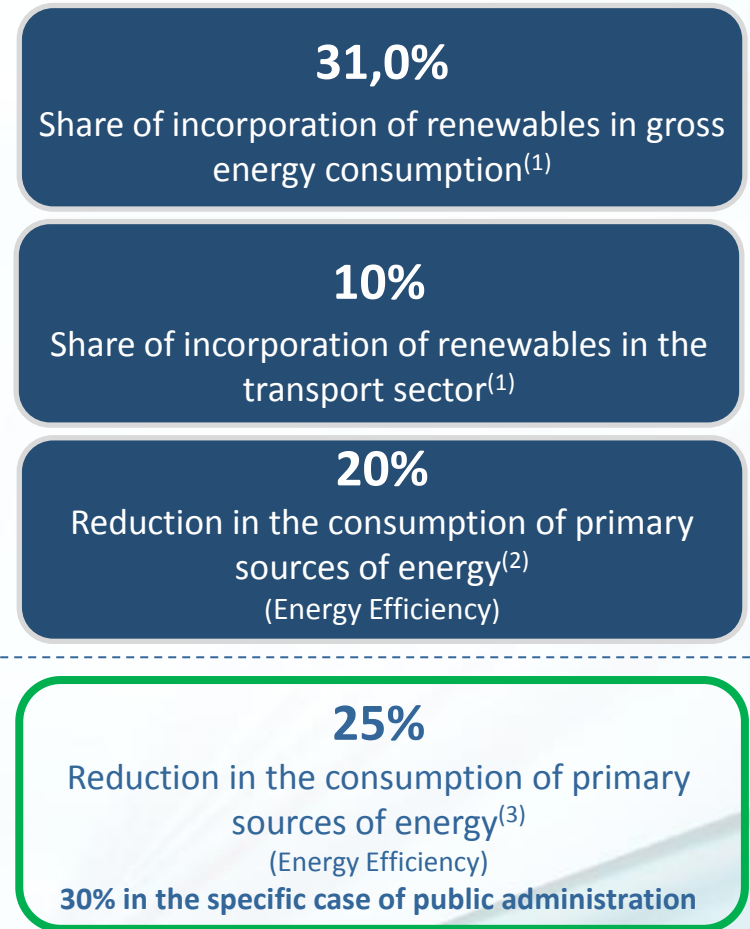 31,0%
Share of incorporation of renewables in gross
energy consumption(1)
10%
Share of incorporation of renewables in the
transport sector(1)
20%
Reduction in the consumption of primary
sources of energy(2)
(Energy Efficiency)
25%
Reduction in the consumption of primary
sources of energy(3)
(Energy Efficiency)
30% in the specific case of public administration